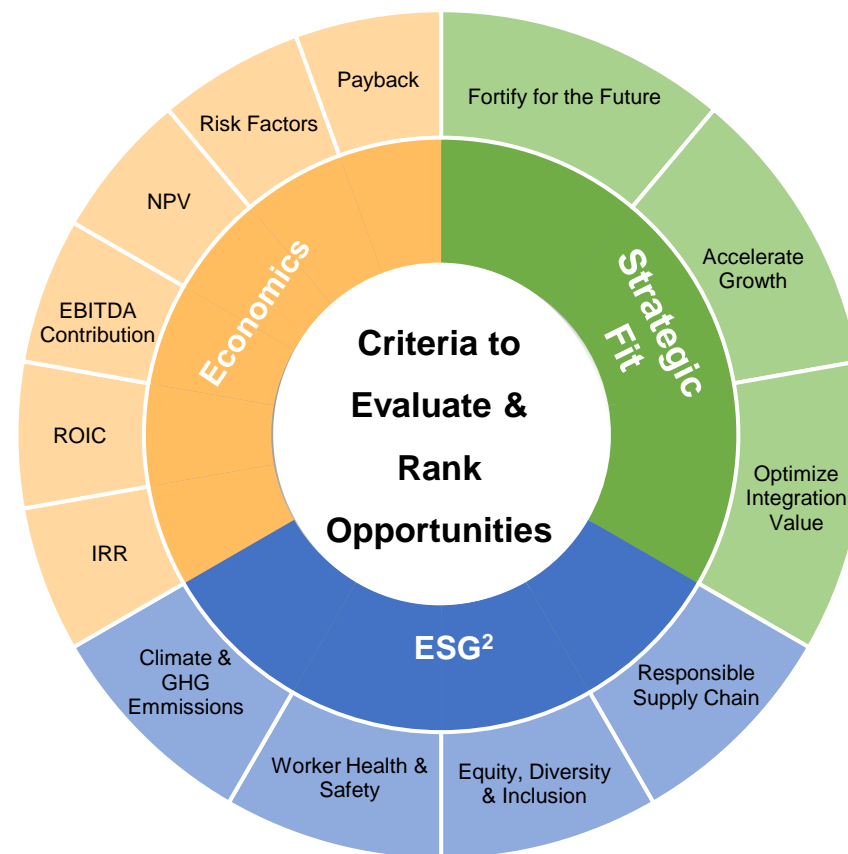 Payback
Fortify for the Future
Risk Factors
NPV
Accelerate
Growth
EBITDA
Contribution
Economics
Strategic
Fit
Criteria to
Evaluate &
Rank
Opportunities
ROIC
Optimize
Integration
Value
IRR
ESG²
Climate &
GHG
Emmissions
Responsible
Supply Chain
Worker Health &
Safety
Equity, Diversity
& Inclusion